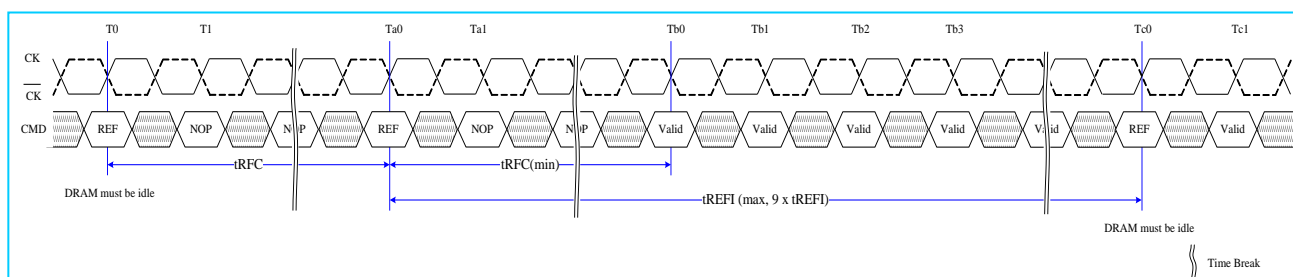 T0 T1 Ta0 Ta1 Tb0 Tb1 Tb2 Tb3 Tc0 Tc1
CK
CK
CMD REF NOP NOP REF NOP NOP Valid Valid Valid Valid Valid REF Valid
tRFC tRFC(min)
DRAM must be idle
tREFI (max, 9 x tREFI)
DRAM must be idle
Time Break